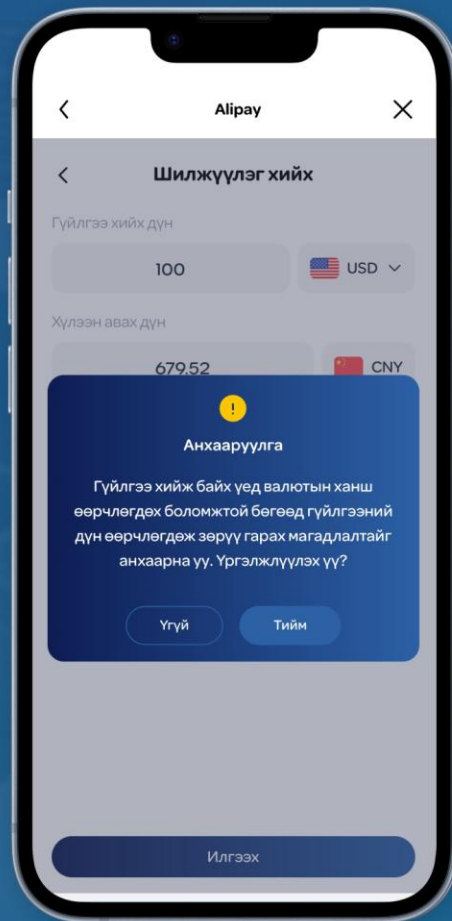 Alipay
Шилжүүлэг хийх
Гүйлгээ хийх дүн
100
USD
Хүлээн авах дүн
679.52
CNY
!
Анхааруулга
Гүйлгээ хийж байх үед валютын ханш
өөрчлөгдөх боломжтой бөгөөд гүйлгээний
дүн өөрчлөгдөж зөрүү гарах магадлалтайг
анхаарна уу. Үргэлжлүүлэх үү?
Үгүй
Тийм
Илгээх